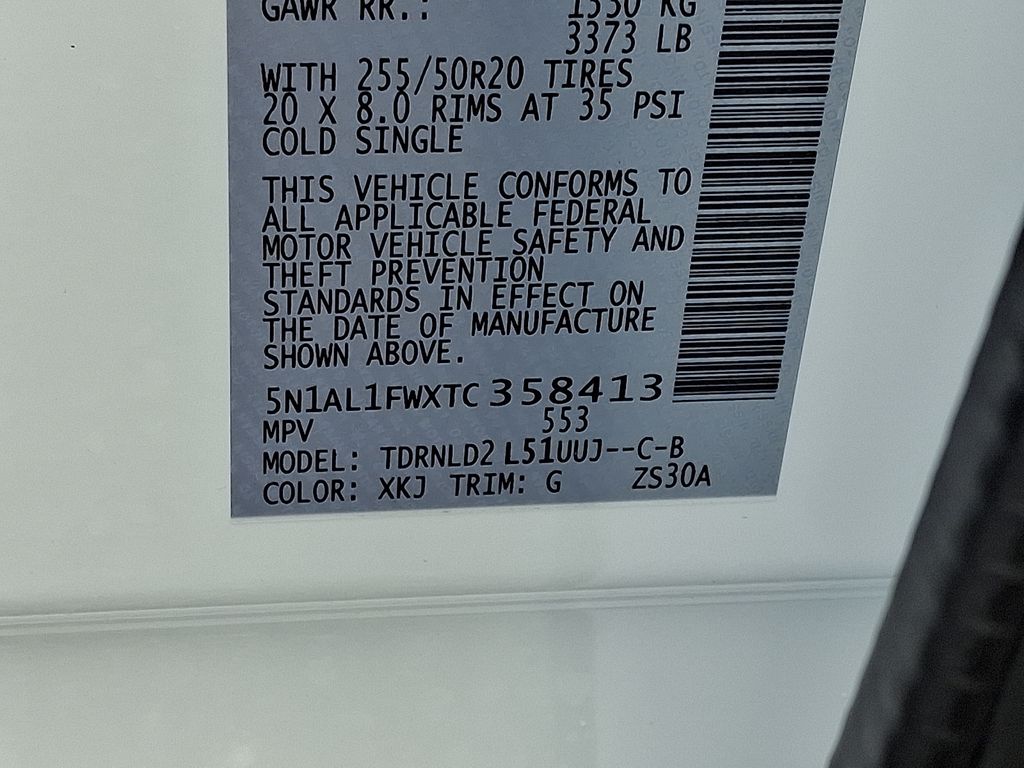 GAWR RR.: 1530 KG
3373 LB
WITH 255/50R20 TIRES
20 X 8.0 RIMS AT 35 PSI
COLD SINGLE
THIS VEHICLE CONFORMS TO
ALL APPLICABLE FEDERAL
MOTOR VEHICLE SAFETY AND
THEFT PREVENTION
STANDARDS IN EFFECT ON
THE DATE OF MANUFACTURE
SHOWN ABOVE.
5N1AL1FWXTC358413
MPV 553
MODEL: TDRNLD2 L51UUJ--C-B
COLOR: XKJ TRIM: G ZS30A